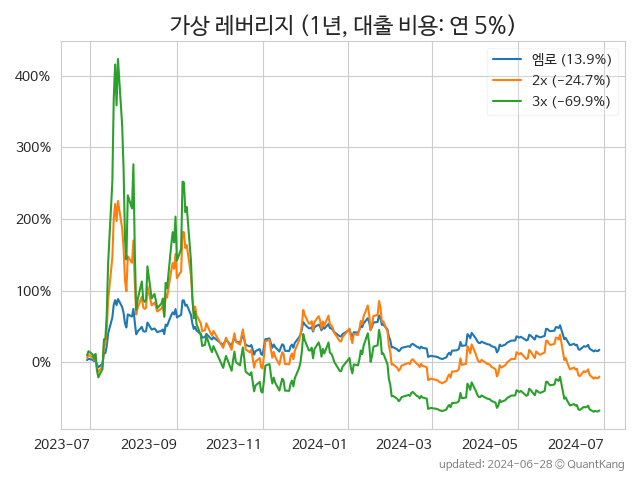 가상 레버리지 (1년, 대출 비용: 연 5%)
엠로 (13.9%)
2x (−24.7%)
3x (−69.9%)
400%
300%
200%
100%
0%
2023-07 2023-09 2023-11 2024-01 2024-03 2024-05 2024-07
updated: 2024-06-28 © QuantKang